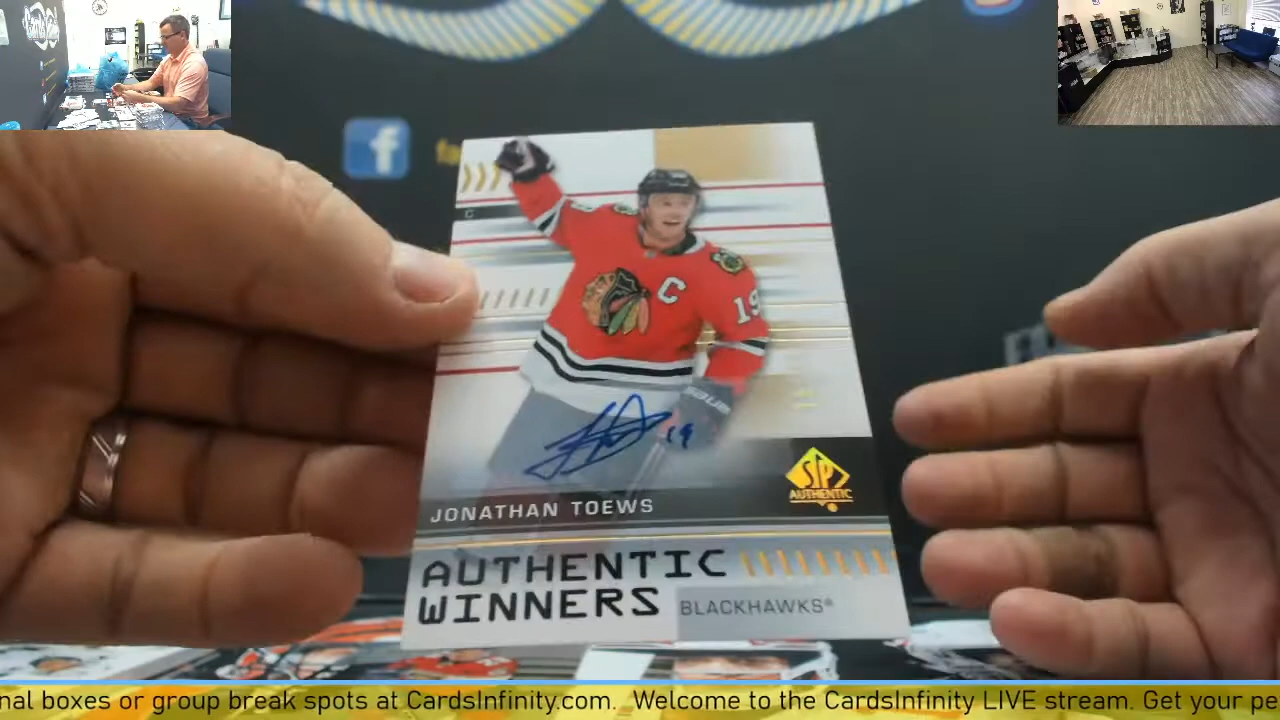 C
C
19
19
JONATHAN TOEWS
SP
AUTHENTIC
AUTHENTIC
WINNERS
BLACKHAWKS®
nal boxes or group break spots at CardsInfinity.com. Welcome to the CardsInfinity LIVE stream. Get your pe